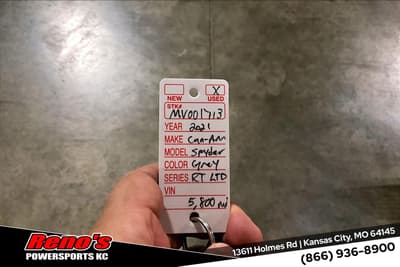 X
NEW USED
STK# MV001713
YEAR 2021
MAKE Can-Am
MODEL Spyder
COLOR Grey
SERIES RT LTD
VIN
5,800 mi
Reno's
POWERSPORTS KC
13611 Holmes Rd | Kansas City, MO 64145
(866) 936-8900